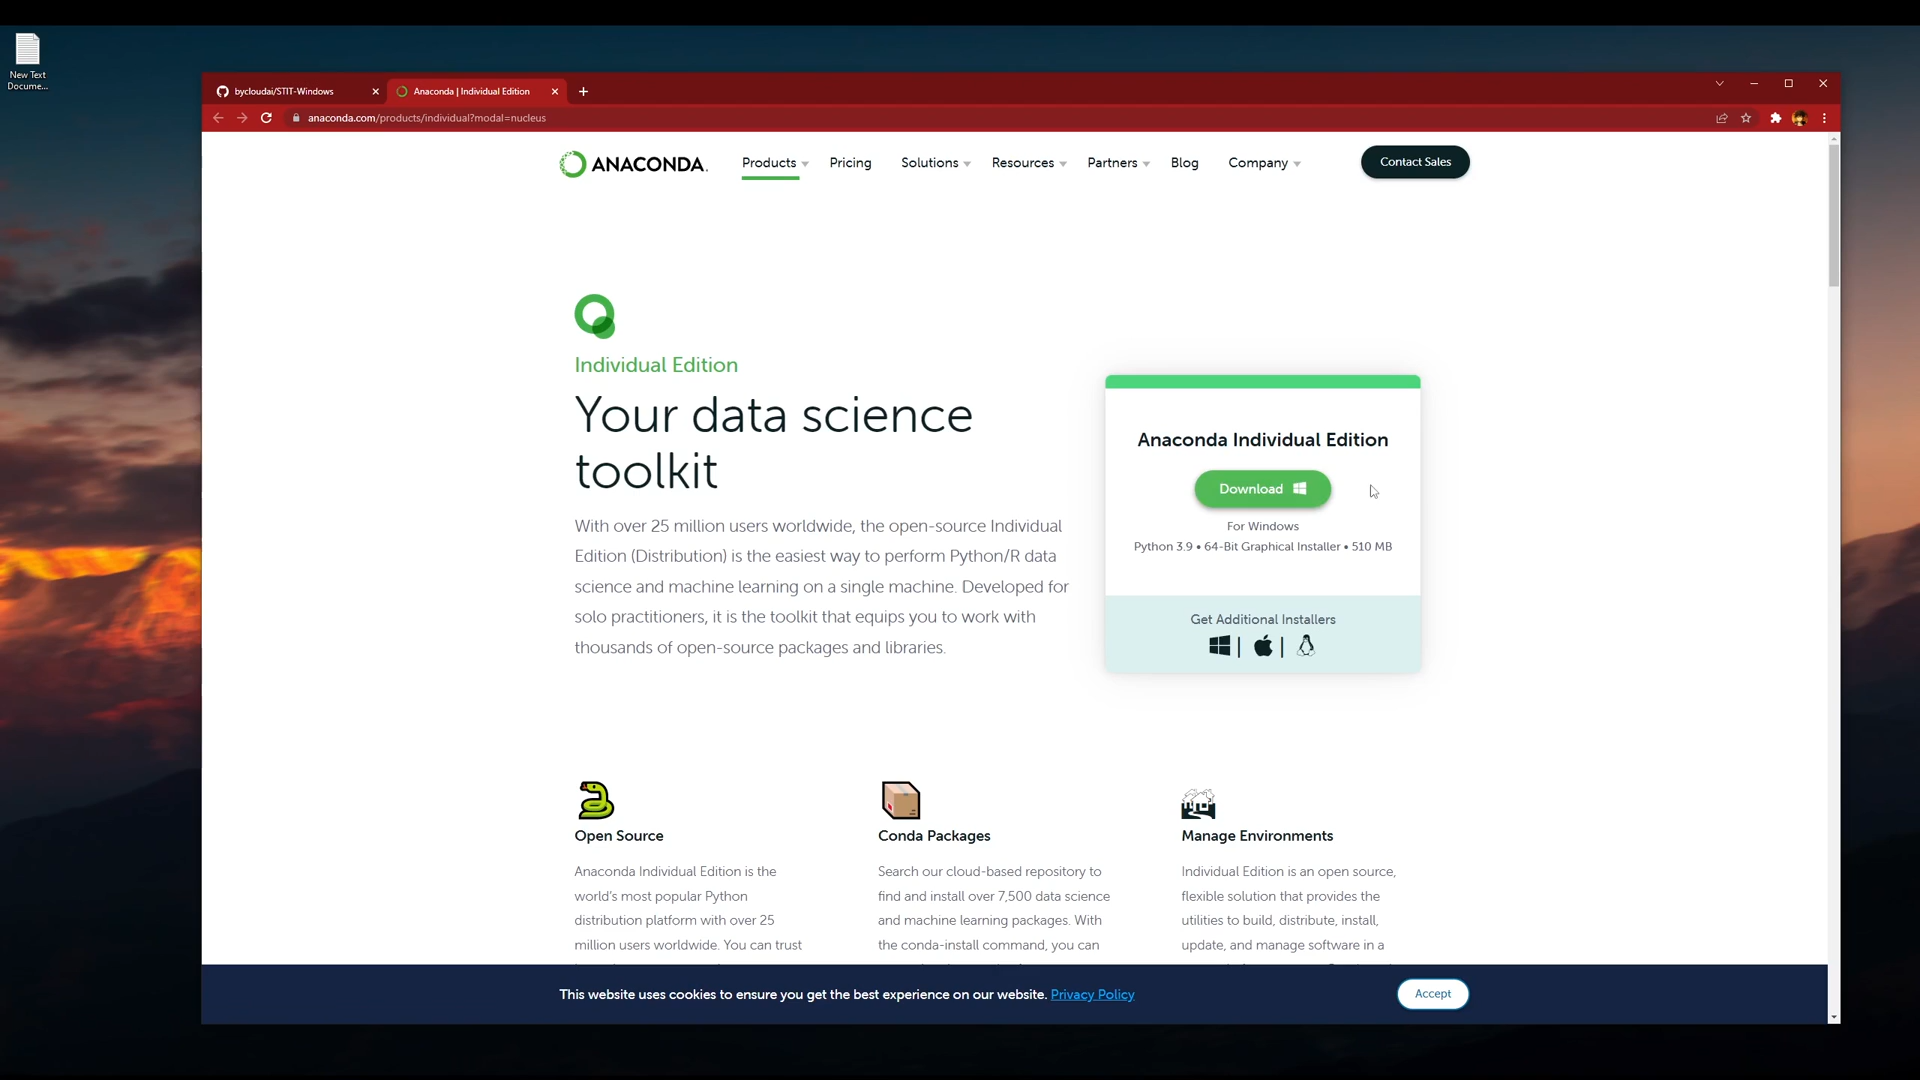 New Text
Docume...
bycloudai/STIT-Windows
Anaconda | Individual Edition
anaconda.com/products/individual?modal=nucleus
ANACONDA.
Products
Pricing
Solutions
Resources
Partners
Blog
Company
Contact Sales
Individual Edition
Your data science
toolkit
With over 25 million users worldwide, the open-source Individual
Edition (Distribution) is the easiest way to perform Python/R data
science and machine learning on a single machine. Developed for
solo practitioners, it is the toolkit that equips you to work with
thousands of open-source packages and libraries.
Anaconda Individual Edition
Download
For Windows
Python 3.9 • 64-Bit Graphical Installer • 510 MB
Get Additional Installers
| |
Open Source
Anaconda Individual Edition is the
world's most popular Python
distribution platform with over 25
million users worldwide. You can trust
Conda Packages
Search our cloud-based repository to
find and install over 7,500 data science
and machine learning packages. With
the conda-install command, you can
Manage Environments
Individual Edition is an open source,
flexible solution that provides the
utilities to build, distribute, install,
update, and manage software in a
This website uses cookies to ensure you get the best experience on our website. Privacy Policy
Accept